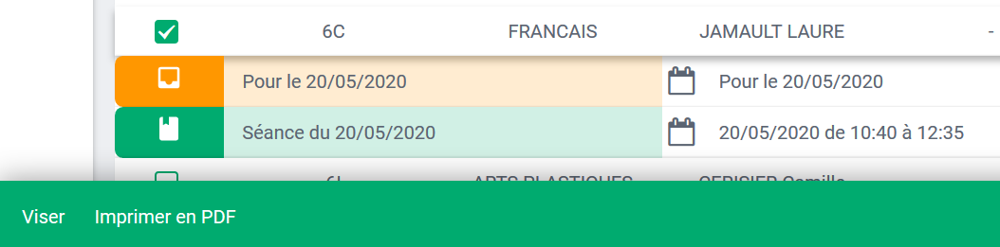 6C FRANCAIS JAMAULT LAURE -
Pour le 20/05/2020 Pour le 20/05/2020
Séance du 20/05/2020 20/05/2020 de 10:40 à 12:35
ARTS PLASTIQUES CERISIER Camille
Viser Imprimer en PDF